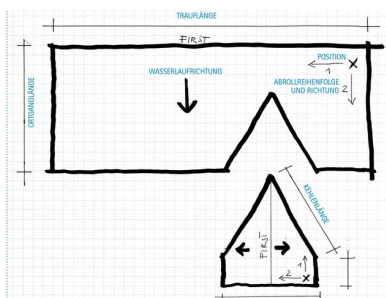 TRAUFLÄNGE
FIRST
POSITION
1
ABROLLREIHENFOLGE
UND RICHTUNG
2
WASSERLAUFRICHTUNG
ORTGANGLÄNGE
KEHLENLÄNGE
FIRST
1
2